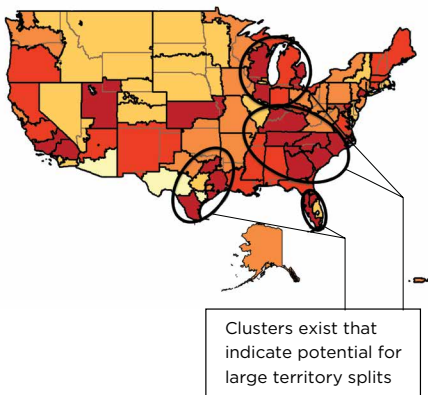 Clusters exist that
indicate potential for
large territory splits